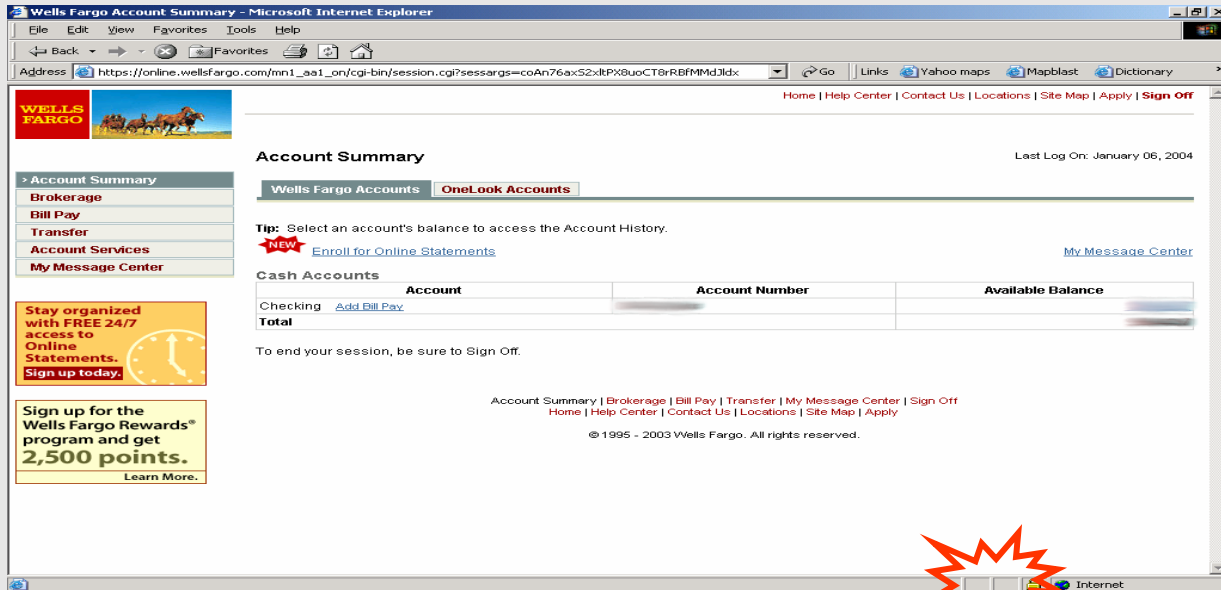 Wells Fargo Account Summary - Microsoft Internet Explorer
File Edit View Favorites Tools Help
Back Favorites
Address https://online.wellsfargo.com/mn1_aa1_on/cgi-bin/session.cgi?sessargs=coAn76axS2xltPX8uoCT8rRBfMMdJldx Go Links Yahoo maps Mapblast Dictionary
Home | Help Center | Contact Us | Locations | Site Map | Apply | Sign Off
WELLS
FARGO
Account Summary Last Log On: January 06, 2004
> Account Summary
Brokerage
Bill Pay
Transfer
Account Services
My Message Center
Wells Fargo Accounts OneLook Accounts
Tip: Select an account's balance to access the Account History.
NEW Enroll for Online Statements My Message Center
Cash Accounts
Account Account Number Available Balance
Checking Add Bill Pay
Total
To end your session, be sure to Sign Off.
Stay organized
with FREE 24/7
access to
Online
Statements.
Sign up today.
Sign up for the
Wells Fargo Rewards®
program and get
2,500 points.
Learn More.
Account Summary | Brokerage | Bill Pay | Transfer | My Message Center | Sign Off
Home | Help Center | Contact Us | Locations | Site Map | Apply
© 1995 - 2003 Wells Fargo. All rights reserved.
Internet